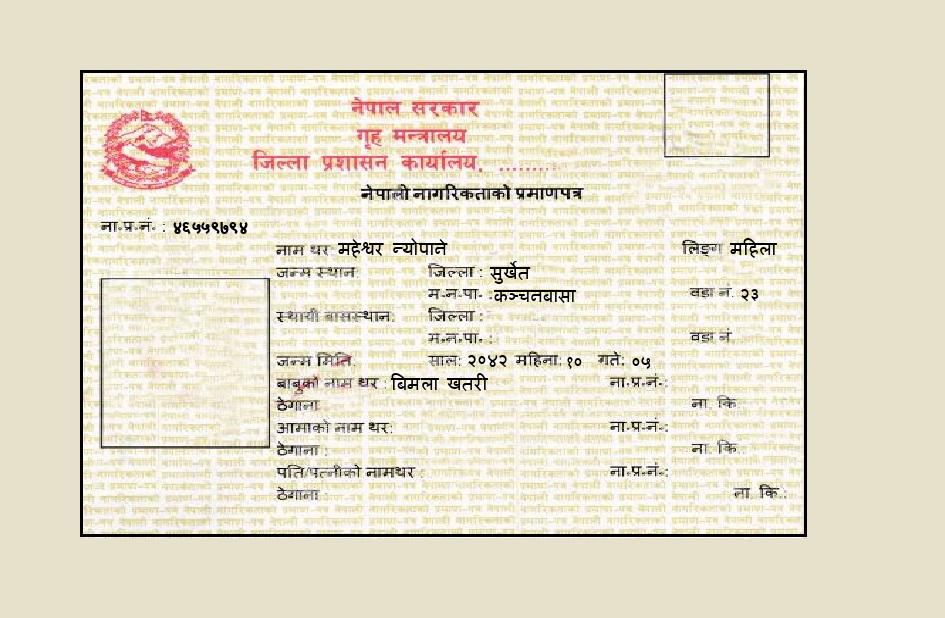 नेपाल सरकार
गृह मन्त्रालय
जिल्ला प्रशासन कार्यालय, ........
नेपाली नागरिकताको प्रमाणपत्र
ना.प्र.नं. : ४६५५९७९४
नाम थर महेश्वर न्योपाने लिङ्ग महिला
जन्म स्थान: जिल्ला : सुर्खेत
म.न.पा. :कञ्चनबासा वडा नं. २३
स्थायी बासस्थान: जिल्ला :
म.न.पा. : वडा नं
जन्म मिति: साल: २०४२ महिना: १० गते: ०५
बाबुको नाम थर : बिमला खतरी ना.प्र.नं.:
ठेगाना ना. कि.
आमाको नाम थर: ना.प्र.नं.:
ठेगाना : ना. कि.
पति/पत्नीको नामथर : ना.प्र.नं.:
ठेगाना : ना. कि.: